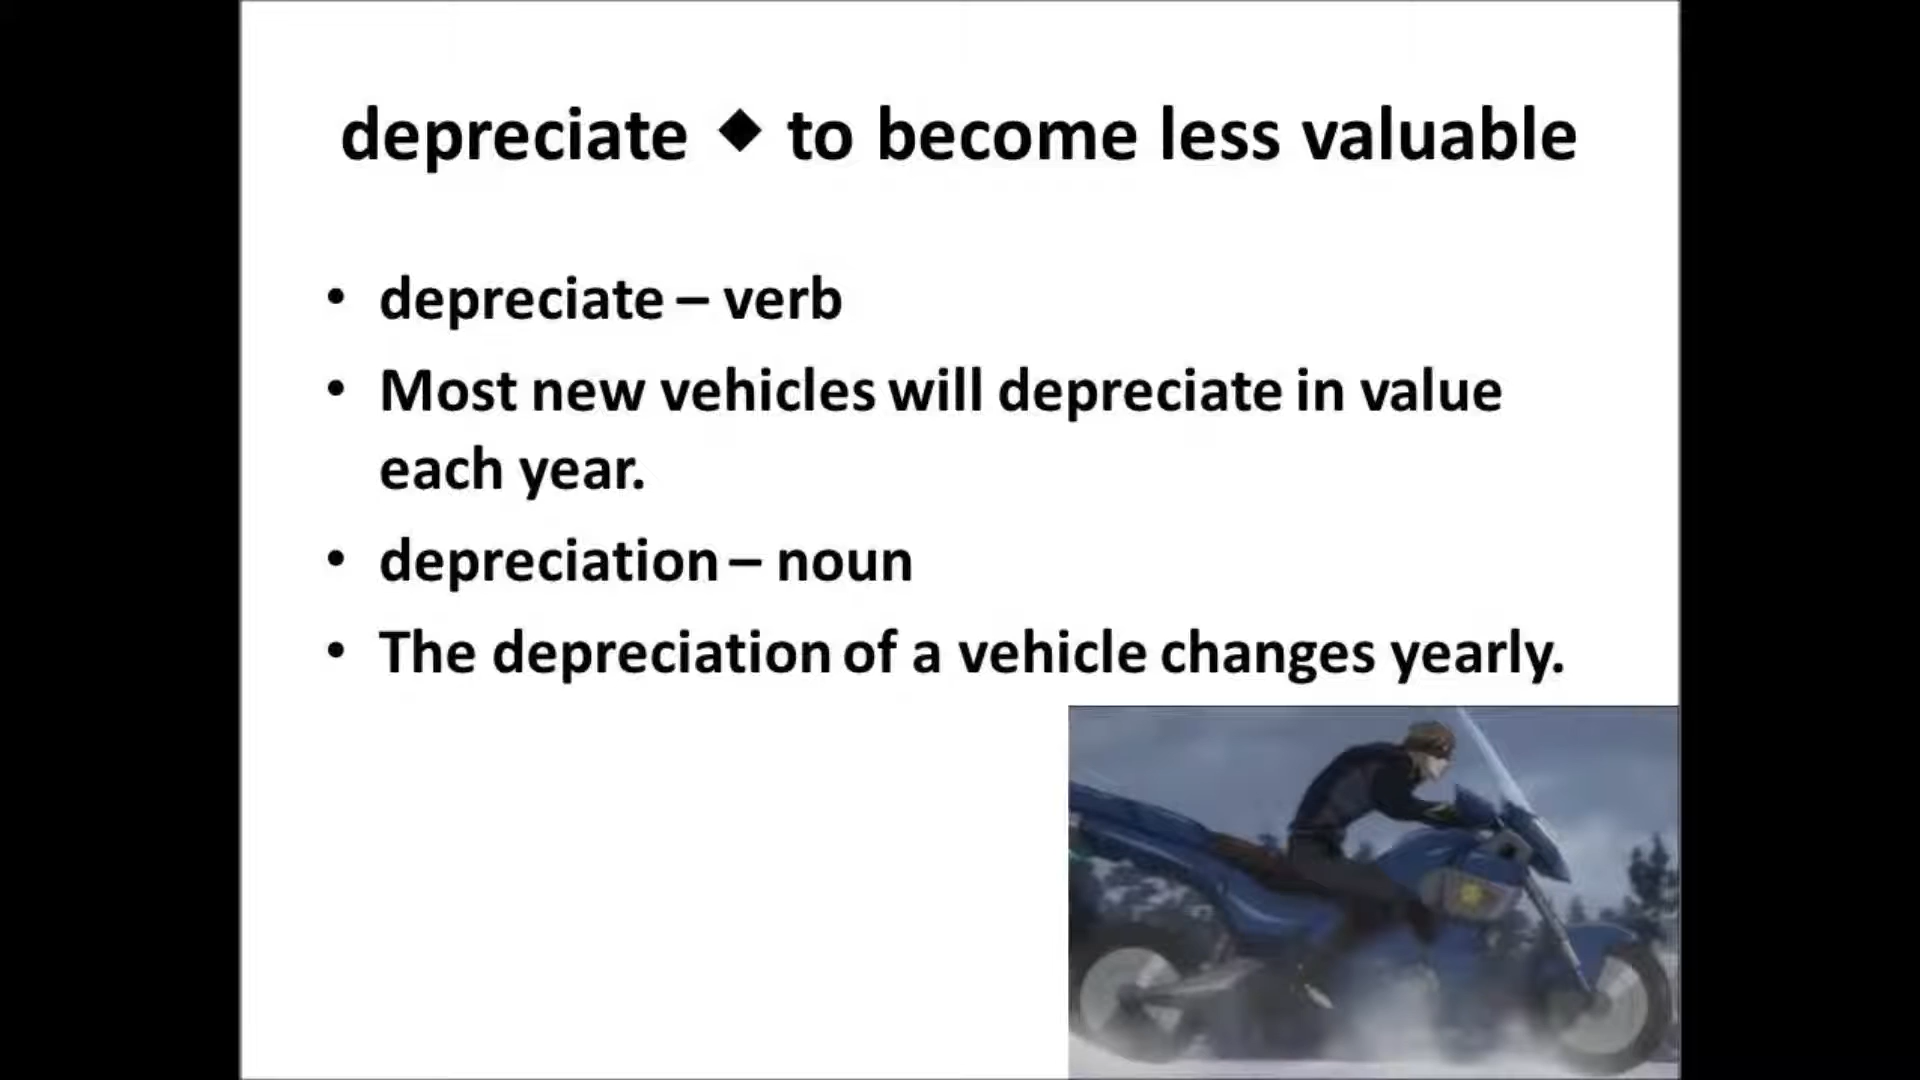 depreciate ◆ to become less valuable
• depreciate – verb
• Most new vehicles will depreciate in value
each year.
• depreciation – noun
• The depreciation of a vehicle changes yearly.